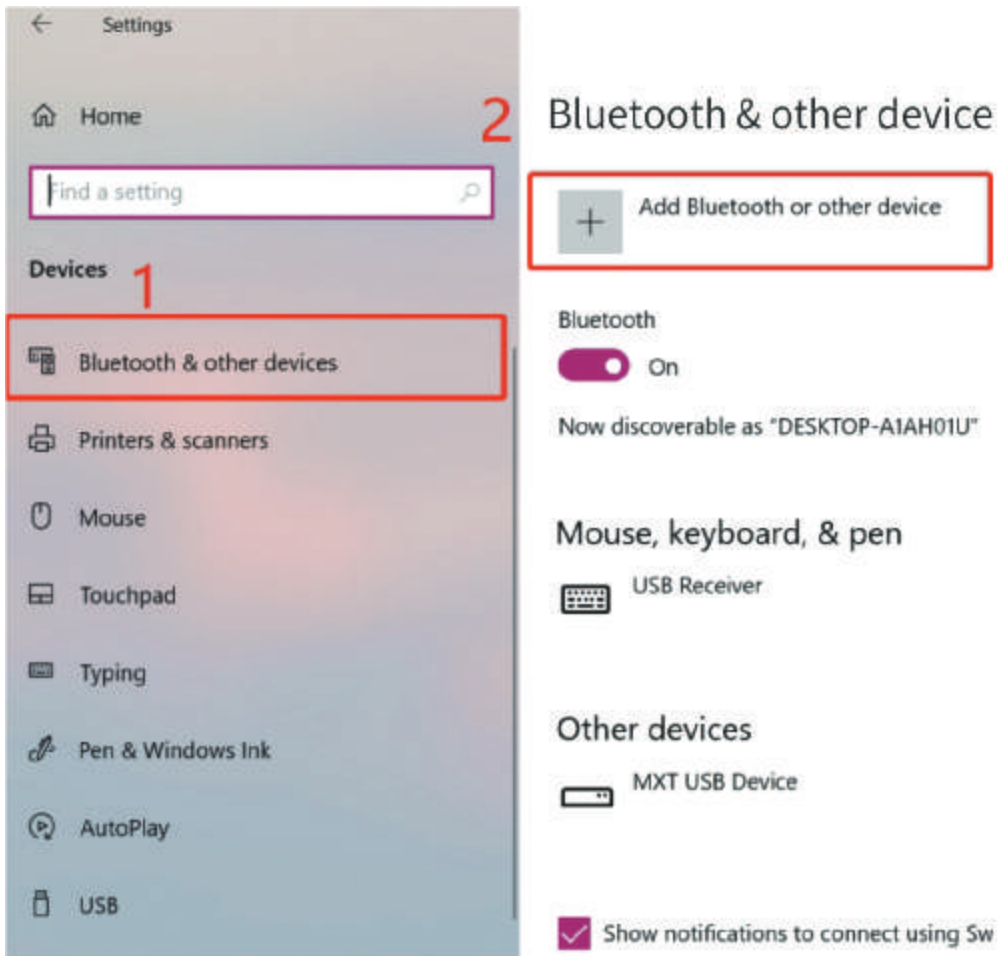 Settings
Home
Find a setting
Devices
1
Bluetooth & other devices
Printers & scanners
Mouse
Touchpad
Typing
Pen & Windows Ink
AutoPlay
USB
2
Bluetooth & other device
Add Bluetooth or other device
Bluetooth
On
Now discoverable as "DESKTOP-A1AH01U"
Mouse, keyboard, & pen
USB Receiver
Other devices
MXT USB Device
Show notifications to connect using Sw